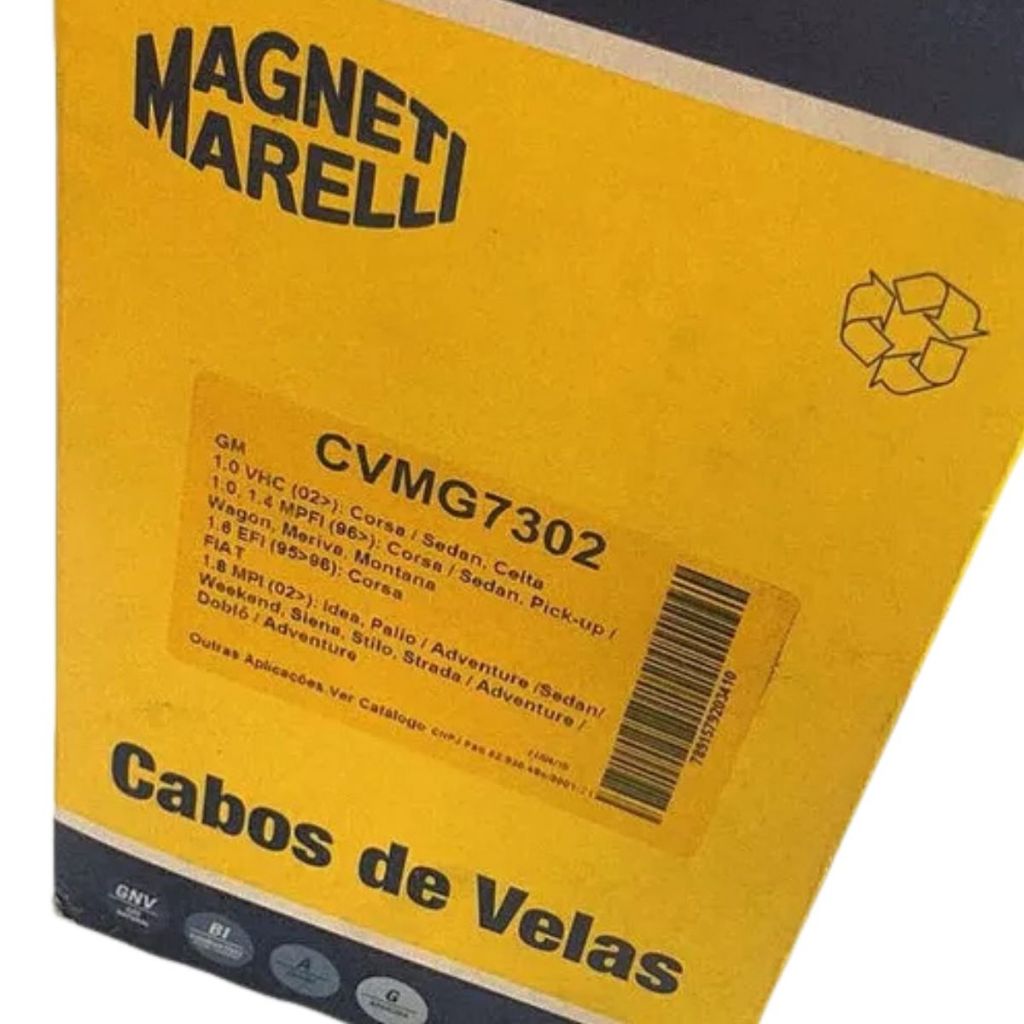 MAGNETI
MARELLI
CVMG7302
GM
1.0 VHC (02>): Corsa / Sedan, Celta
1.0, 1.4 MPFI (96>): Corsa / Sedan, Pick-up /
Wagon, Meriva, Montana
1.6 EFI (95>96): Corsa
FIAT
1.8 MPI (02>): Idea, Palio / Adventure /Sedan/
Weekend, Siena, Stilo, Strada / Adventure /
Doblô / Adventure
Outras Aplicações Ver Catálogo
7891579203410
Cabos de Velas
GNV
BI
A
G